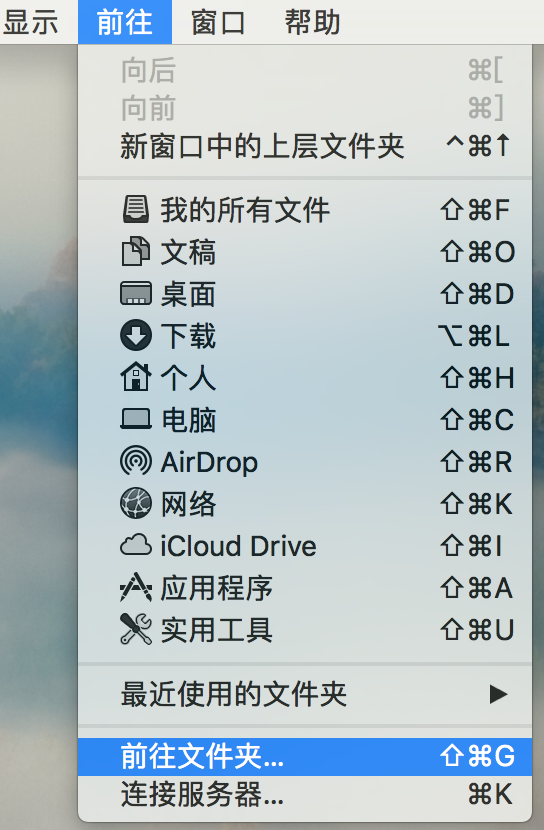 显示 前往 窗口 帮助
向后 ⌘[
向前 ⌘]
新窗口中的上层文件夹 ^⌘↑
我的所有文件 ⇧⌘F
文稿 ⇧⌘O
桌面 ⇧⌘D
下载 ⌥⌘L
个人 ⇧⌘H
电脑 ⇧⌘C
AirDrop ⇧⌘R
网络 ⇧⌘K
iCloud Drive ⇧⌘I
应用程序 ⇧⌘A
实用工具 ⇧⌘U
最近使用的文件夹 ▶
前往文件夹... ⇧⌘G
连接服务器... ⌘K